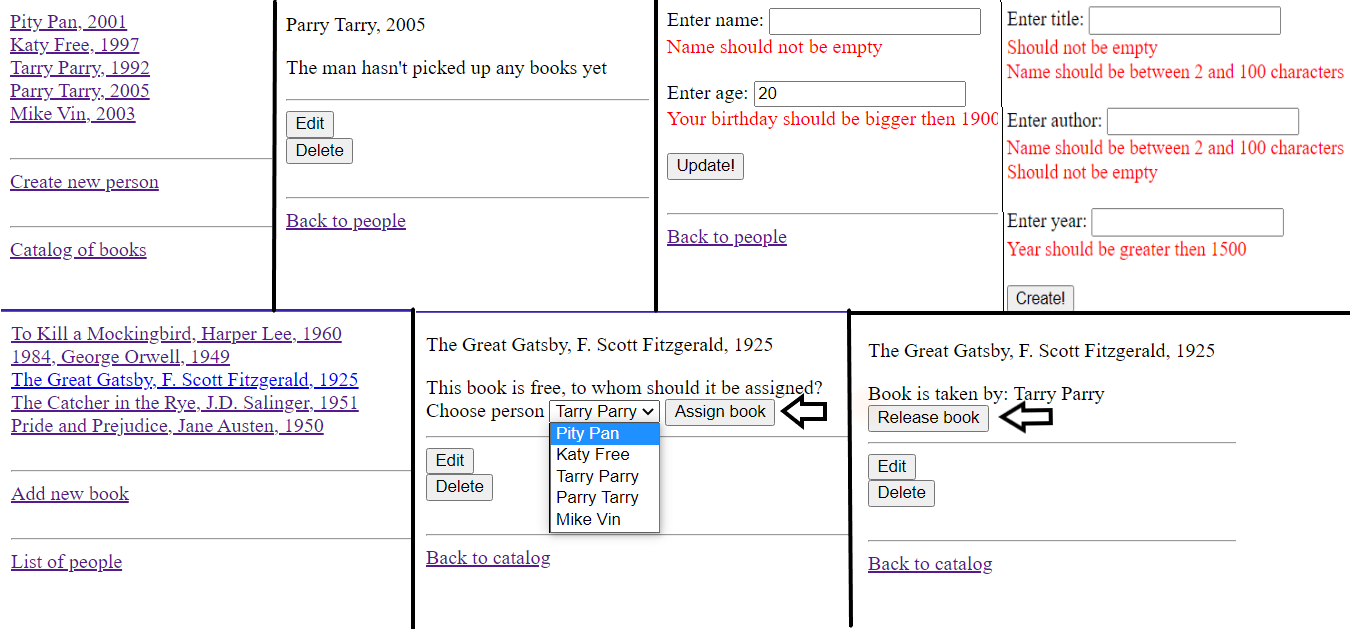 Pity Pan, 2001
Katy Free, 1997
Tarry Parry, 1992
Parry Tarry, 2005
Mike Vin, 2003
Create new person
Catalog of books
Parry Tarry, 2005
The man hasn't picked up any books yet
Edit
Delete
Back to people
Enter name:
Name should not be empty
Enter age: 20
Your birthday should be bigger then 1900
Update!
Back to people
Enter title:
Should not be empty
Name should be between 2 and 100 characters
Enter author:
Name should be between 2 and 100 characters
Should not be empty
Enter year:
Year should be greater then 1500
Create!
To Kill a Mockingbird, Harper Lee, 1960
1984, George Orwell, 1949
The Great Gatsby, F. Scott Fitzgerald, 1925
The Catcher in the Rye, J.D. Salinger, 1951
Pride and Prejudice, Jane Austen, 1950
Add new book
List of people
The Great Gatsby, F. Scott Fitzgerald, 1925
This book is free, to whom should it be assigned?
Choose person Tarry Parry Assign book
Pity Pan
Katy Free
Tarry Parry
Parry Tarry
Mike Vin
Edit
Delete
Back to catalog
The Great Gatsby, F. Scott Fitzgerald, 1925
Book is taken by: Tarry Parry
Release book
Edit
Delete
Back to catalog